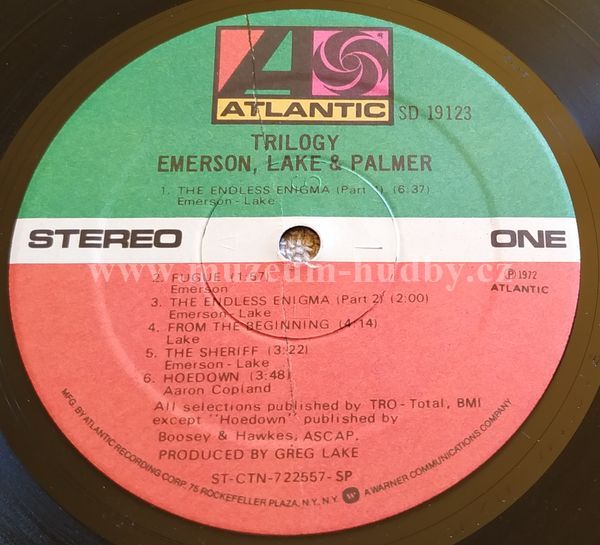 ATLANTIC
®
SD 19123
TRILOGY
EMERSON, LAKE & PALMER
1. THE ENDLESS ENIGMA (Part 1) (6:37)
Emerson - Lake
STEREO
ONE
www.muzeum-hudby.cz
2. FUGUE (1:57)
Emerson
3. THE ENDLESS ENIGMA (Part 2) (2:00)
Emerson - Lake
4. FROM THE BEGINNING (4:14)
Lake
5. THE SHERIFF (3:22)
Emerson - Lake
6. HOEDOWN (3:48)
Aaron Copland
℗ 1972
ATLANTIC
All selections published by TRO - Total, BMI
except "Hoedown" published by
Boosey & Hawkes, ASCAP.
PRODUCED BY GREG LAKE
ST-CTN-722557-SP
MFG BY ATLANTIC RECORDING CORP. 75 ROCKEFELLER PLAZA, N.Y., N.Y. W A WARNER COMMUNICATIONS COMPANY